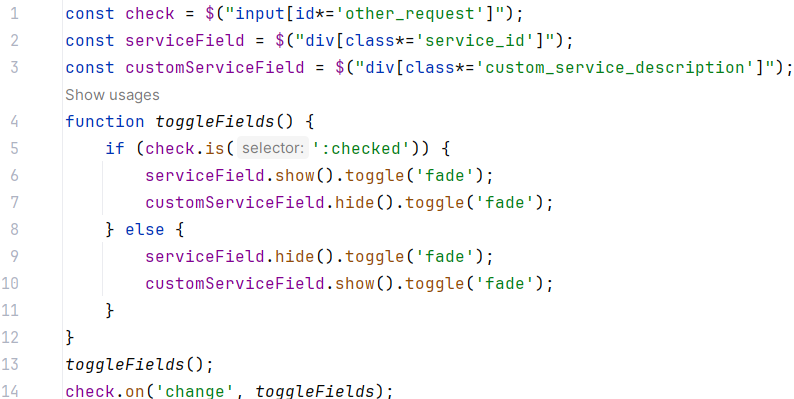 1 const check = $("input[id*='other_request']");
2 const serviceField = $("div[class*='service_id']");
3 const customServiceField = $("div[class*='custom_service_description']");
Show usages
4 function toggleFields() {
5 if (check.is( selector: ':checked')) {
6 serviceField.show().toggle('fade');
7 customServiceField.hide().toggle('fade');
8 } else {
9 serviceField.hide().toggle('fade');
10 customServiceField.show().toggle('fade');
11 }
12 }
13 toggleFields();
14 check.on('change', toggleFields);